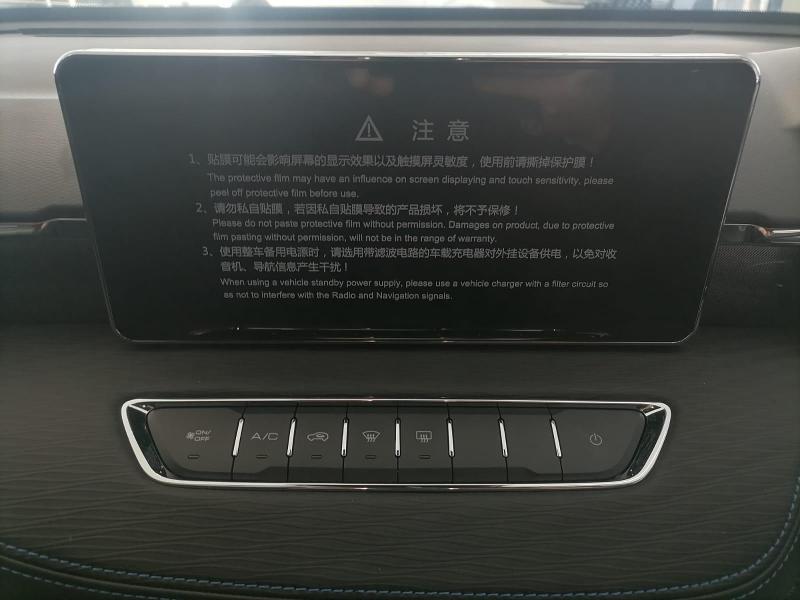 注 意
1、贴膜可能会影响屏幕的显示效果以及触摸屏灵敏度，使用前请撕掉保护膜！
The protective film may have an influence on screen displaying and touch sensitivity, please
peel off protective film before use.
2、请勿私自贴膜，若因私自贴膜导致的产品损坏，将不予保修！
Please do not paste protective film without permission. Damages on product, due to protective
film pasting without permission, will not be in the range of warranty.
3、使用整车备用电源时，请选用带滤波电路的车载充电器对外挂设备供电，以免对收
音机、导航信息产生干扰！
When using a vehicle standby power supply, please use a vehicle charger with a filter circuit so
as not to interfere with the Radio and Navigation signals.
ON/
OFF
A/C